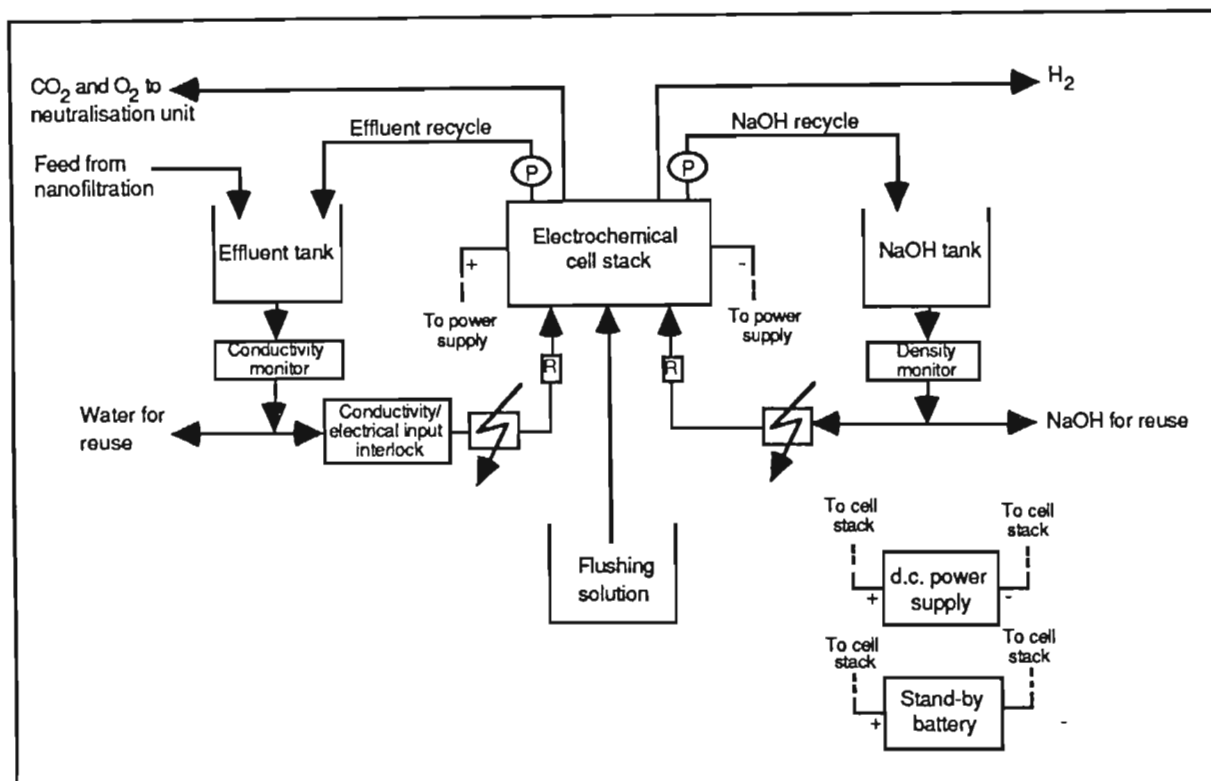 CO2 and O2 to
neutralisation unit
H2
Effluent recycle
NaOH recycle
P
P
Feed from
nanofiltration
Effluent tank
Electrochemical
cell stack
NaOH tank
+
-
To power
supply
To power
supply
Conductivity
monitor
Density
monitor
R
R
Water for
reuse
Conductivity/
electrical input
interlock
NaOH for reuse
Flushing
solution
To cell
stack
To cell
stack
d.c. power
supply
+
-
To cell
stack
To cell
stack
Stand-by
battery
+
-